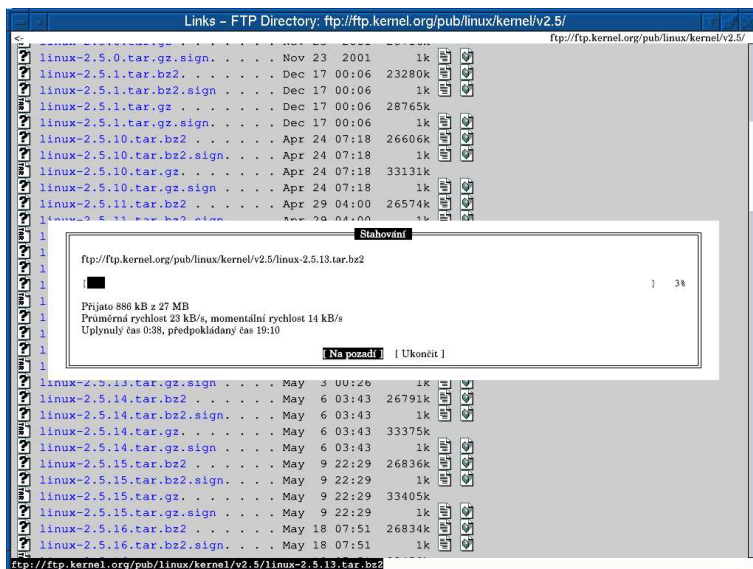 Links – FTP Directory: ftp://ftp.kernel.org/pub/linux/kernel/v2.5/
<- ftp://ftp.kernel.org/pub/linux/kernel/v2.5/
linux-2.5.0.tar.gz.sign. . . . . Nov 23  2001 1k
linux-2.5.1.tar.bz2. . . . . . . Dec 17 00:06 23280k
linux-2.5.1.tar.bz2.sign . . . . Dec 17 00:06 1k
linux-2.5.1.tar.gz . . . . . . . Dec 17 00:06 28765k
linux-2.5.1.tar.gz.sign. . . . . Dec 17 00:06 1k
linux-2.5.10.tar.bz2 . . . . . . Apr 24 07:18 26606k
linux-2.5.10.tar.bz2.sign. . . . Apr 24 07:18 1k
linux-2.5.10.tar.gz. . . . . . . Apr 24 07:18 33131k
linux-2.5.10.tar.gz.sign . . . . Apr 24 07:18 1k
linux-2.5.11.tar.bz2 . . . . . . Apr 29 04:00 26574k
linux-2.5.11.tar.bz2.sign. . . . Apr 29 04:00 1k
Stahování
ftp://ftp.kernel.org/pub/linux/kernel/v2.5/linux-2.5.13.tar.bz2
[ ] 3%
Přijato 886 kB z 27 MB
Průměrná rychlost 23 kB/s, momentální rychlost 14 kB/s
Uplynulý čas 0:38, předpokládaný čas 19:10
[ Na pozadí ] [ Ukončit ]
linux-2.5.13.tar.gz.sign . . . . May 3 00:26 1k
linux-2.5.14.tar.bz2 . . . . . . May 6 03:43 26791k
linux-2.5.14.tar.bz2.sign. . . . May 6 03:43 1k
linux-2.5.14.tar.gz. . . . . . . May 6 03:43 33375k
linux-2.5.14.tar.gz.sign . . . . May 6 03:43 1k
linux-2.5.15.tar.bz2 . . . . . . May 9 22:29 26836k
linux-2.5.15.tar.bz2.sign. . . . May 9 22:29 1k
linux-2.5.15.tar.gz. . . . . . . May 9 22:29 33405k
linux-2.5.15.tar.gz.sign . . . . May 9 22:29 1k
linux-2.5.16.tar.bz2 . . . . . . May 18 07:51 26834k
linux-2.5.16.tar.bz2.sign. . . . May 18 07:51 1k
ftp://ftp.kernel.org/pub/linux/kernel/v2.5/linux-2.5.13.tar.bz2